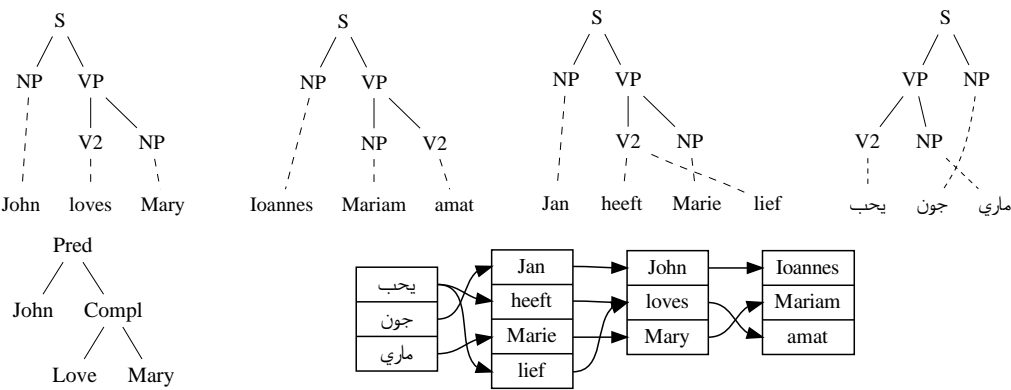 S S S S
NP VP NP VP NP VP VP NP
V2 NP NP V2 V2 NP V2 NP
John loves Mary Ioannes Mariam amat Jan heeft Marie lief يحب جون ماري
Pred
John Compl
Love Mary
يحب
جون
ماري
Jan
heeft
Marie
lief
John
loves
Mary
Ioannes
Mariam
amat